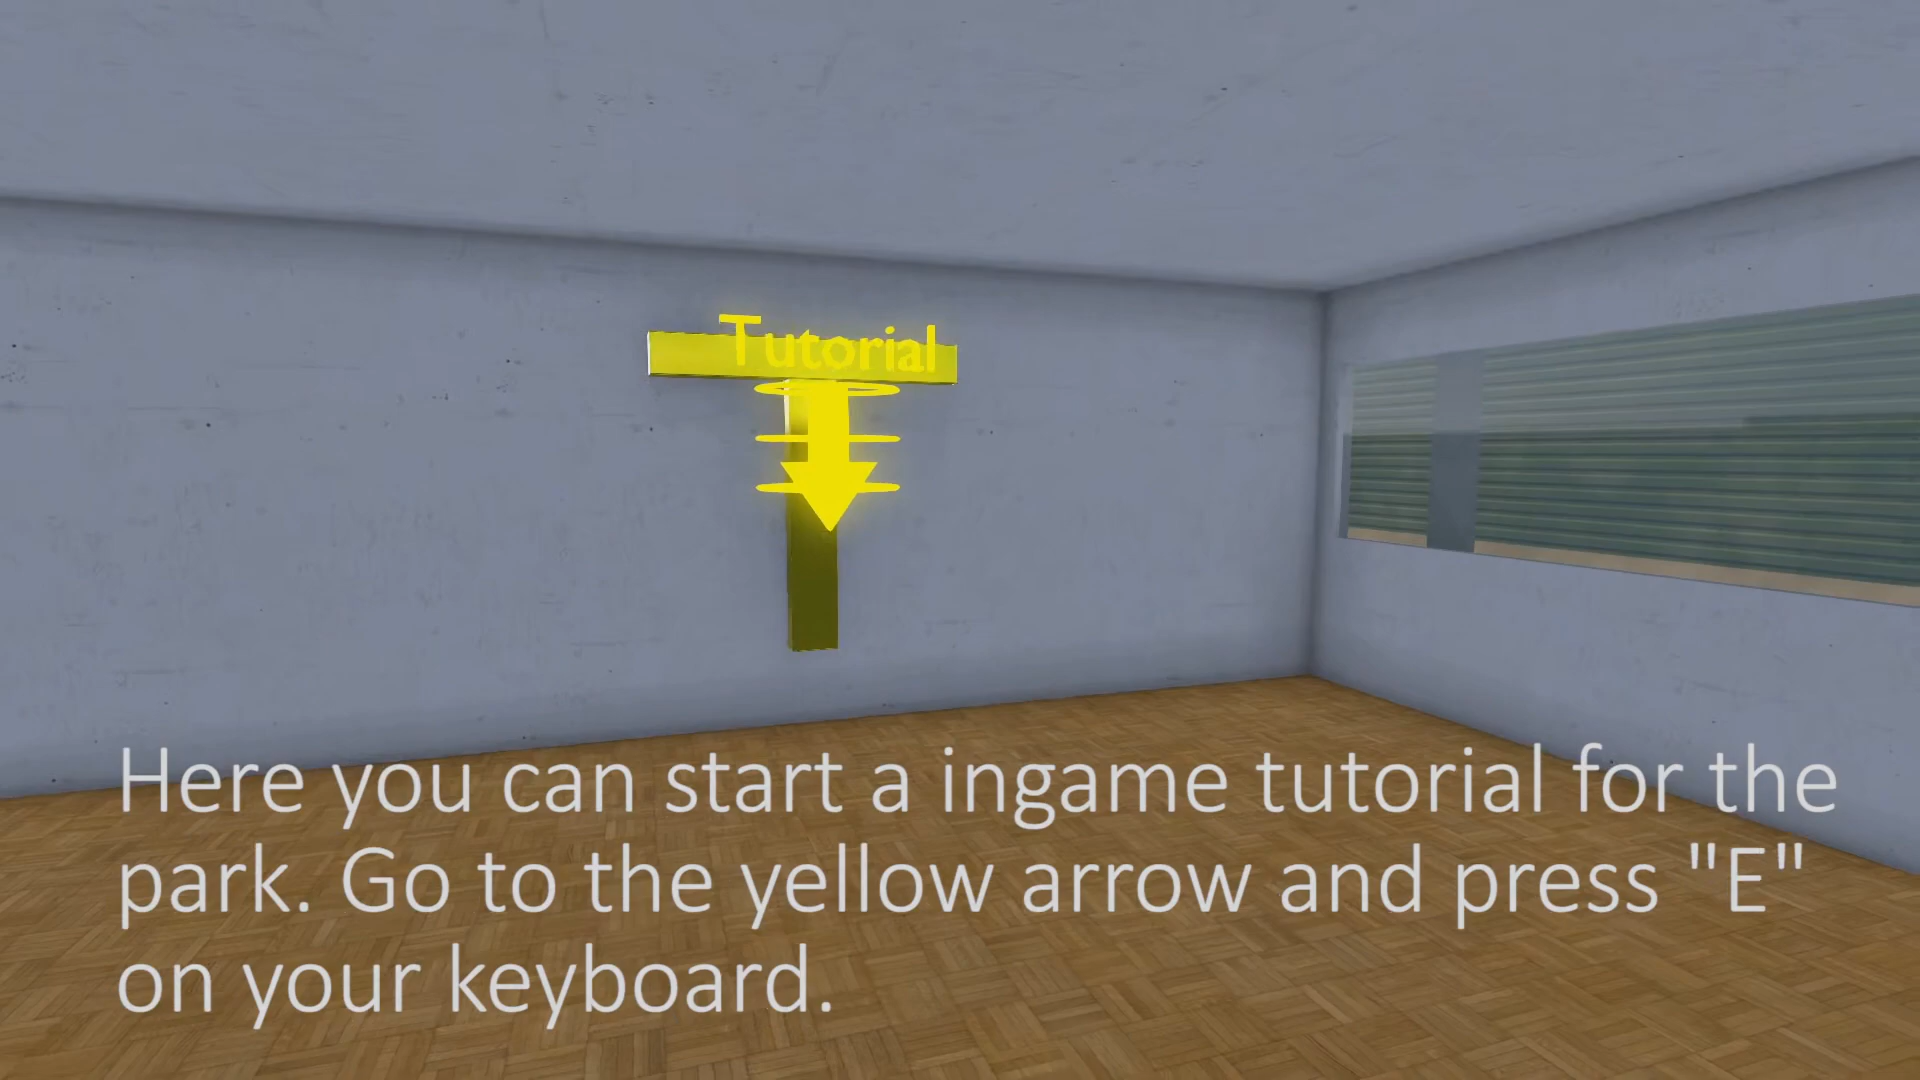 Tutorial
Here you can start a ingame tutorial for the
park. Go to the yellow arrow and press "E"
on your keyboard.